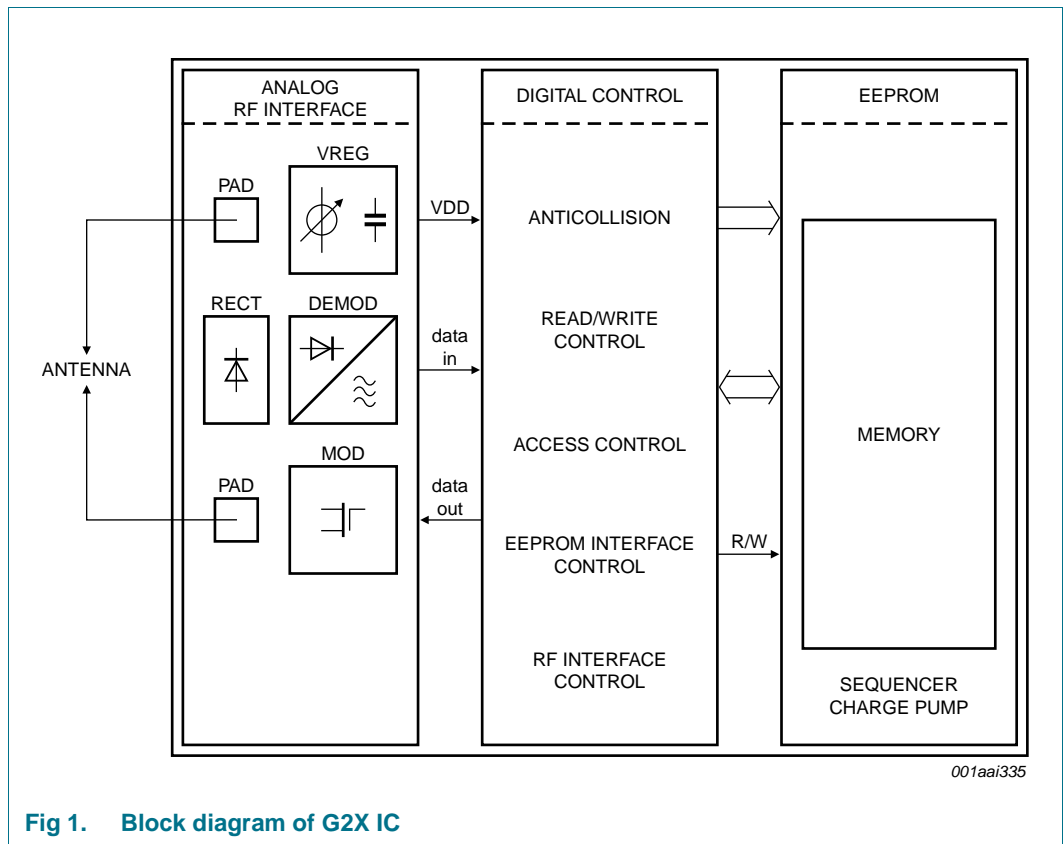 ANALOG
RF INTERFACE
VREG
PAD
RECT
DEMOD
MOD
PAD
ANTENNA
VDD
data
in
data
out
DIGITAL CONTROL
ANTICOLLISION
READ/WRITE
CONTROL
ACCESS CONTROL
EEPROM INTERFACE
CONTROL
RF INTERFACE
CONTROL
R/W
EEPROM
MEMORY
SEQUENCER
CHARGE PUMP
001aai335
Fig 1. Block diagram of G2X IC